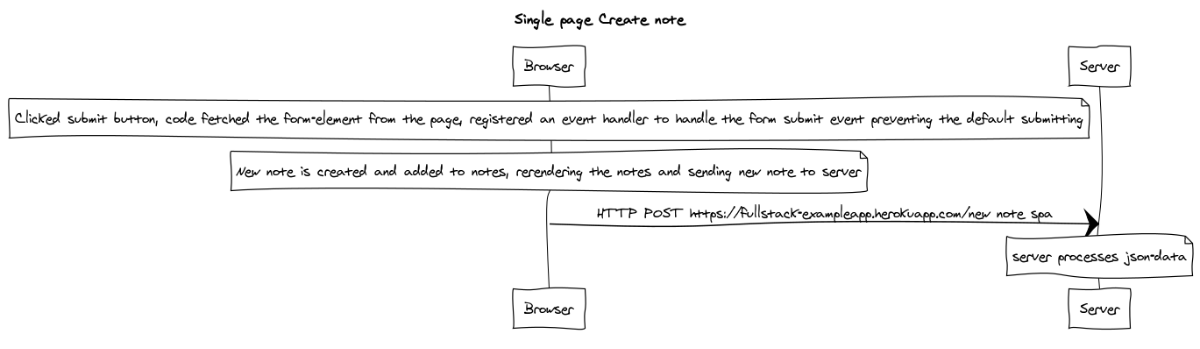 Single page Create note
Browser
Server
Clicked submit button, code fetched the form-element from the page, registered an event handler to handle the form submit event preventing the default submitting
New note is created and added to notes, rerendering the notes and sending new note to server
HTTP POST https://fullstack-exampleapp.herokuapp.com/new note spa
server processes json-data
Browser
Server